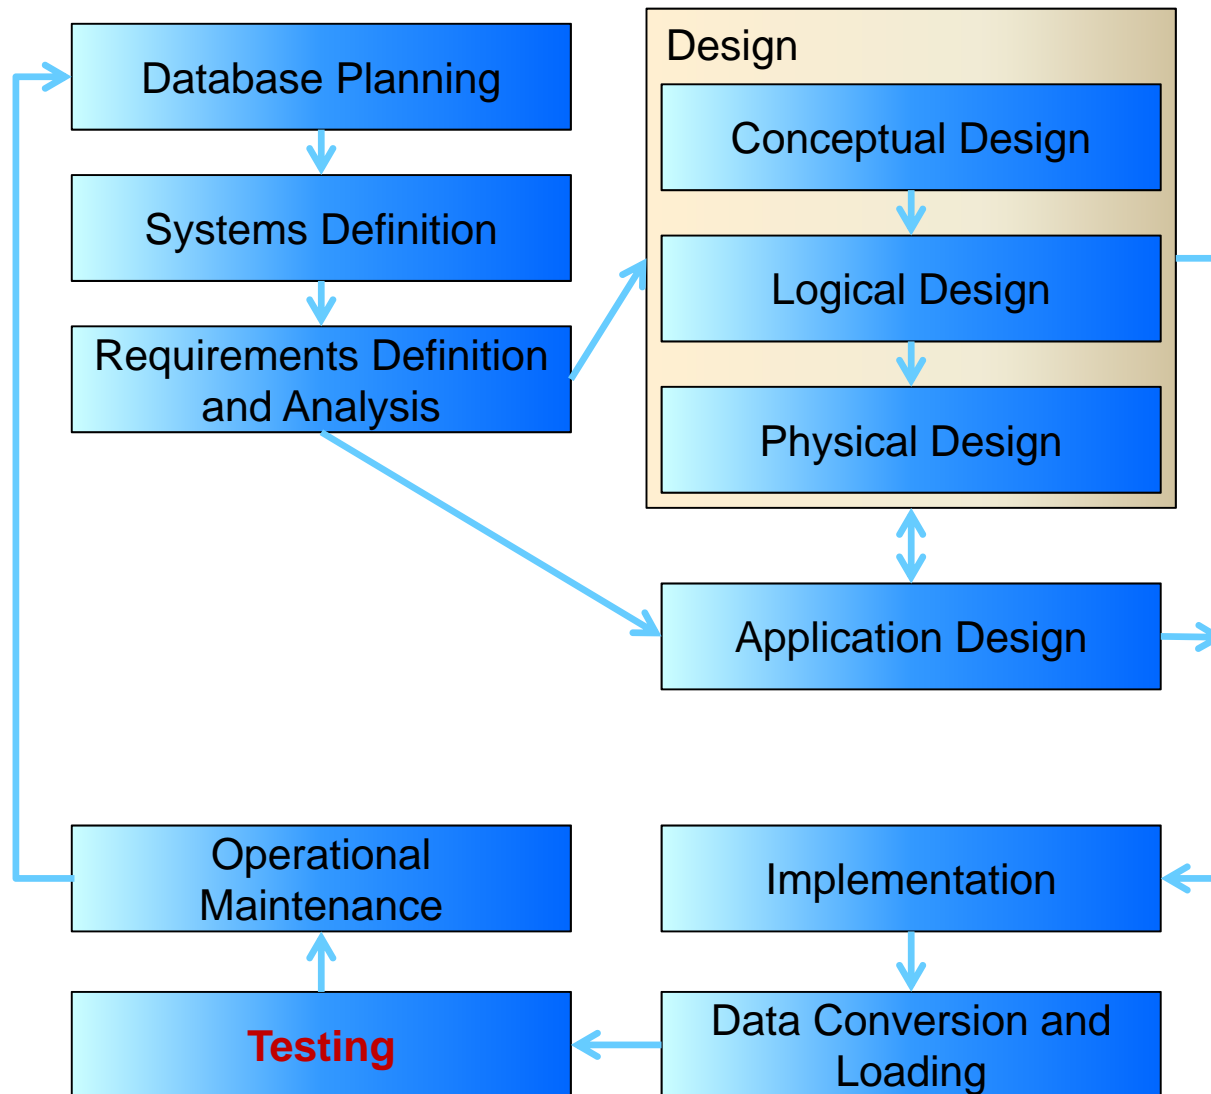 Database Planning
Systems Definition
Requirements Definition
and Analysis
Design
Conceptual Design
Logical Design
Physical Design
Application Design
Implementation
Data Conversion and
Loading
Testing
Operational
Maintenance